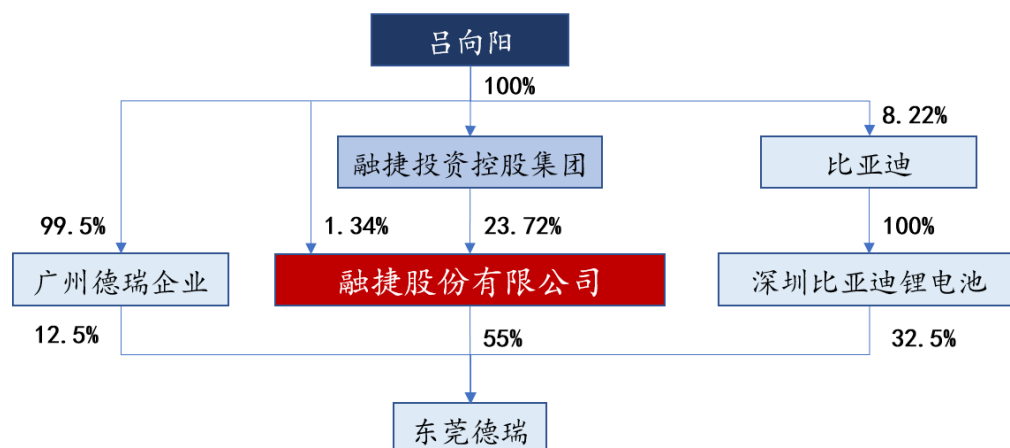 吕向阳
100%
8.22%
融捷投资控股集团
比亚迪
99.5%
1.34%
23.72%
100%
广州德瑞企业
融捷股份有限公司
深圳比亚迪锂电池
12.5%
55%
32.5%
东莞德瑞